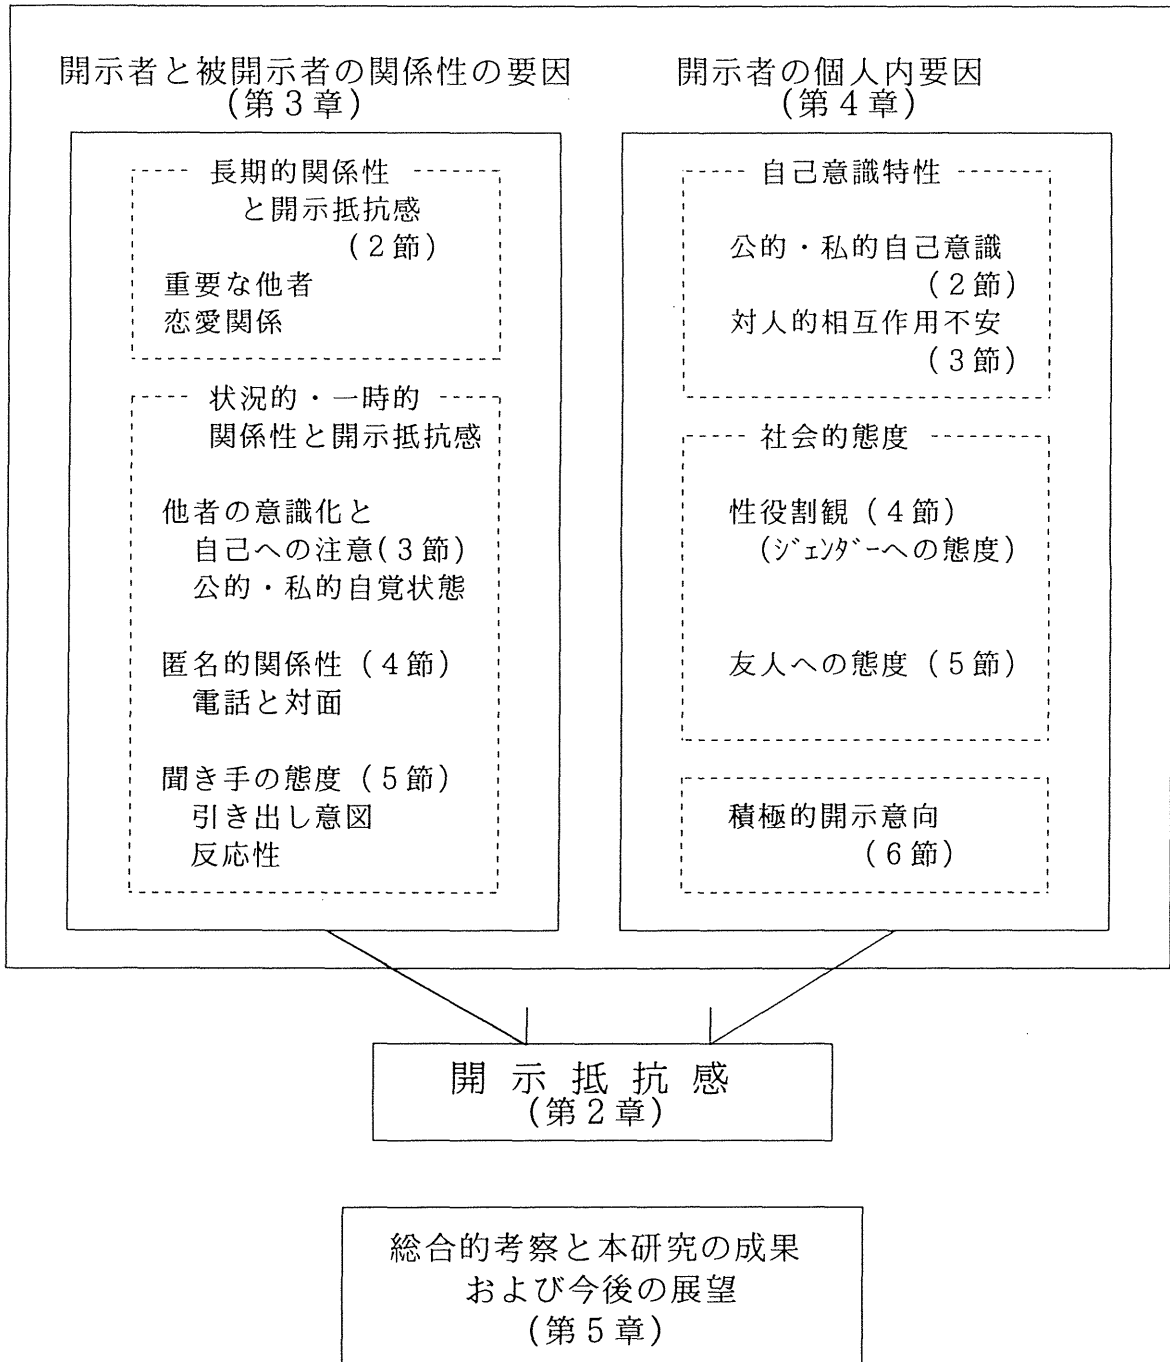 開示者と被開示者の関係性の要因
(第3章)
長期的関係性
と開示抵抗感
(2節)
重要な他者
恋愛関係
状況的・一時的
関係性と開示抵抗感
他者の意識化と
自己への注意(3節)
公的・私的自覚状態
匿名的関係性(4節)
電話と対面
聞き手の態度(5節)
引き出し意図
反応性
開示者の個人内要因
(第4章)
自己意識特性
公的・私的自己意識
(2節)
対人的相互作用不安
(3節)
社会的態度
性役割観(4節)
(ジェンダーへの態度)
友人への態度(5節)
積極的開示意向
(6節)
開示抵抗感
(第2章)
総合的考察と本研究の成果
および今後の展望
(第5章)